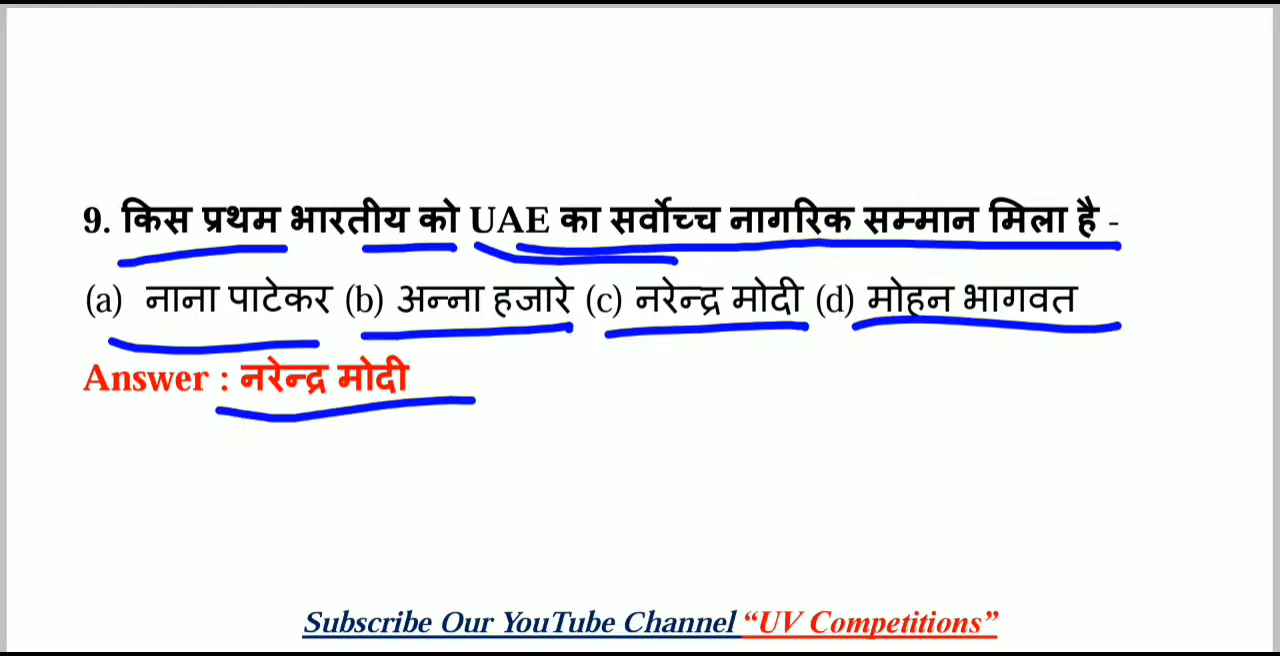 9. किस प्रथम भारतीय को UAE का सर्वोच्च नागरिक सम्मान मिला है -
(a) नाना पाटेकर (b) अन्ना हजारे (c) नरेन्द्र मोदी (d) मोहन भागवत
Answer : नरेन्द्र मोदी
Subscribe Our YouTube Channel “UV Competitions”